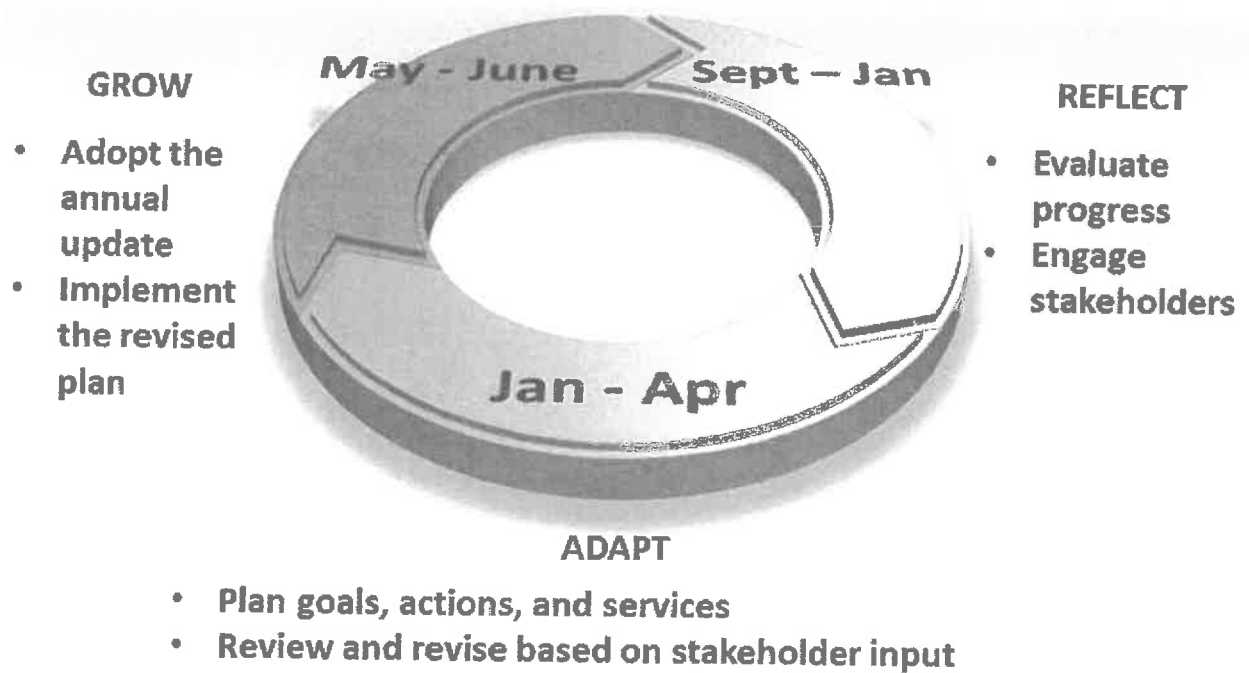 May - June
Sept – Jan
Jan - Apr
GROW
• Adopt the
annual
update
• Implement
the revised
plan
REFLECT
• Evaluate
progress
• Engage
stakeholders
ADAPT
• Plan goals, actions, and services
• Review and revise based on stakeholder input